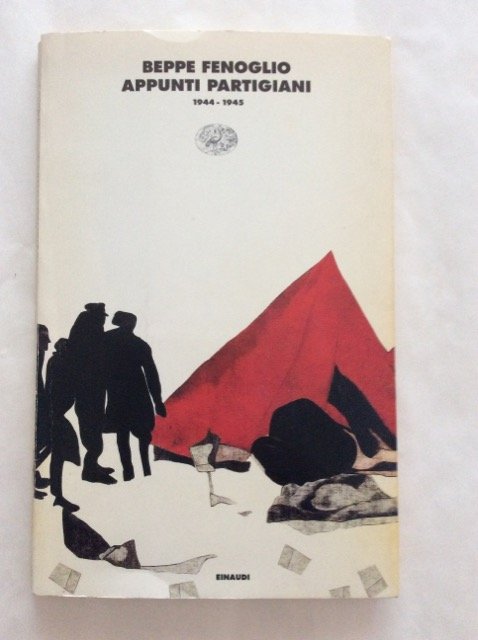 BEPPE FENOGLIO
APPUNTI PARTIGIANI
1944 - 1945
EINAUDI